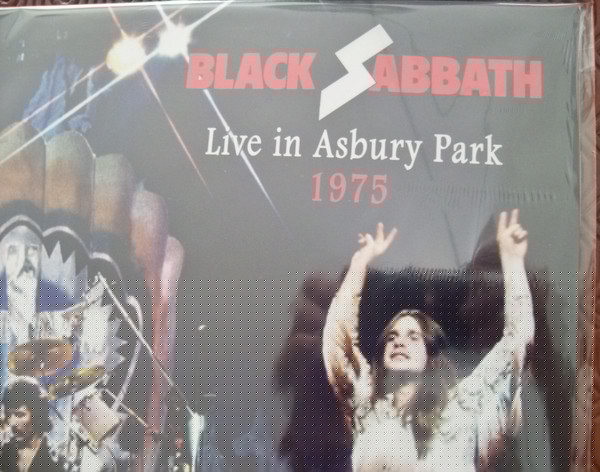 BLACK SABBATH
Live in Asbury Park
1975